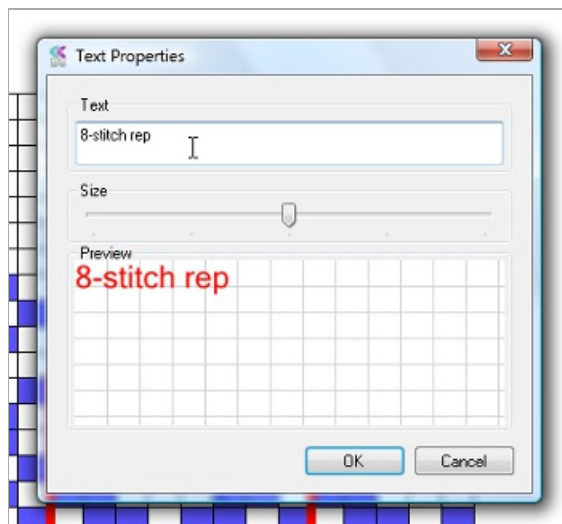 Text Properties
Text
8-stitch rep
Size
Preview
8-stitch rep
OK
Cancel